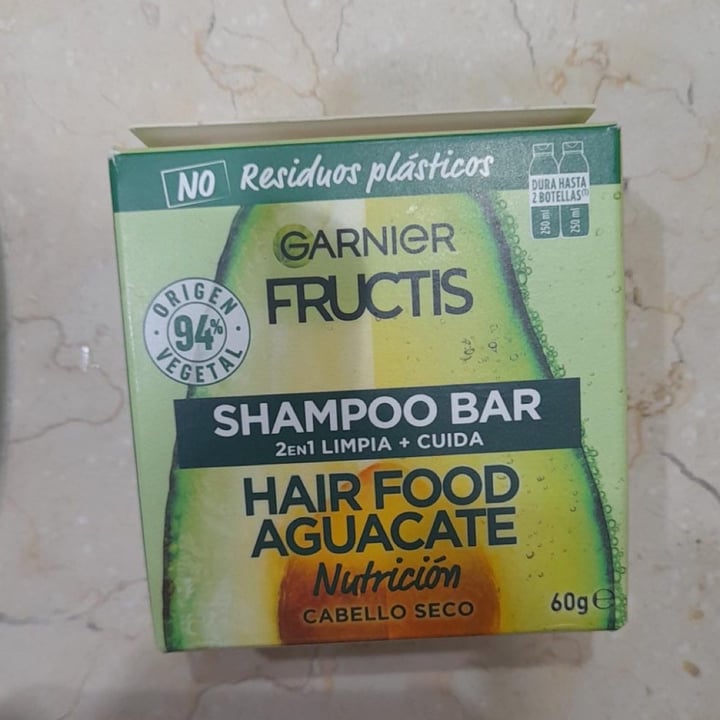 NO Residuos plásticos
DURA HASTA
2 BOTELLAS(1)
250 ml 250 ml
GARNIER
FRUCTIS
ORIGEN
94%
VEGETAL
SHAMPOO BAR
2EN1 LIMPIA + CUIDA
HAIR FOOD
AGUACATE
Nutrición
CABELLO SECO
60g e